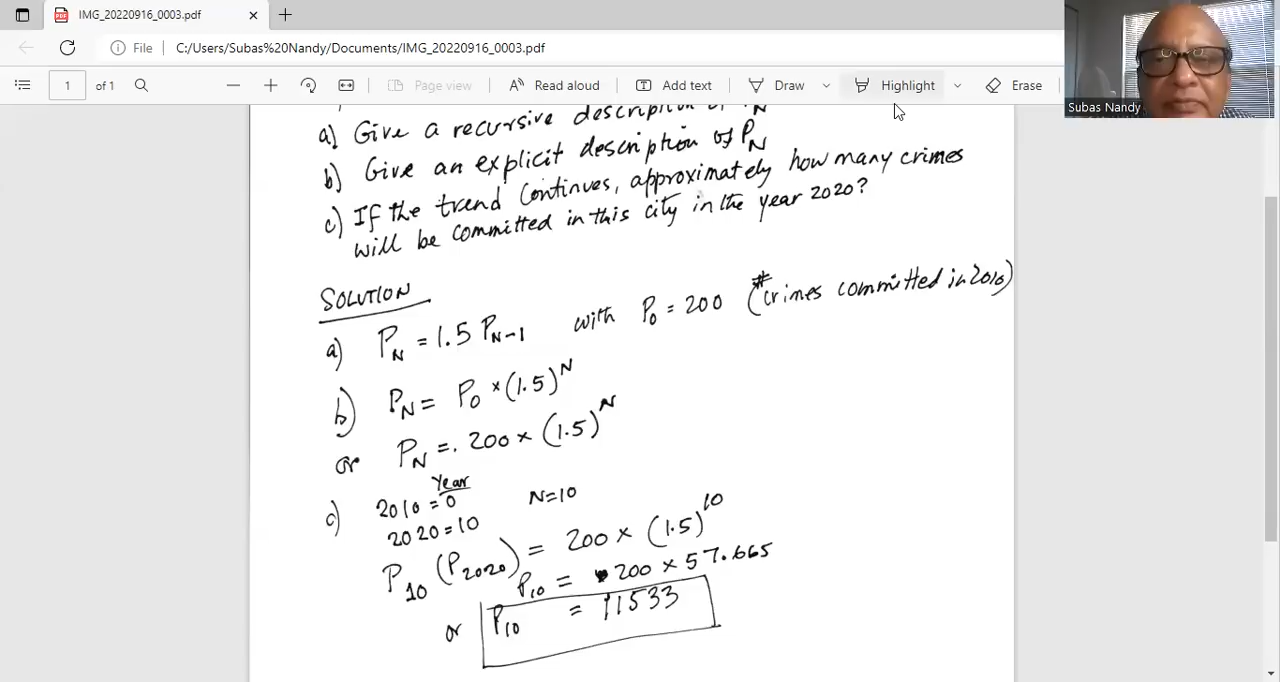 IMG_20220916_0003.pdf
File C:/Users/Subas%20Nandy/Documents/IMG_20220916_0003.pdf
1 of 1 Page view Read aloud Add text Draw Highlight Erase
Subas Nandy
a) Give a recursive description of P_N
b) Give an explicit description of P_N
c) If the trend continues, approximately how many crimes
will be committed in this city in the year 2020?
SOLUTION
a) P_N = 1.5 P_N-1 with P_0 = 200 (# crimes committed in 2010)
b) P_N = P_0 × (1.5)^N
or P_N =. 200 × (1.5)^N
Year
c) 2010 = 0 N=10
2020 = 10
P_10 (P_2020) = 200 × (1.5)^10
P_10 = 200 × 57.665
or P_10 = 11533